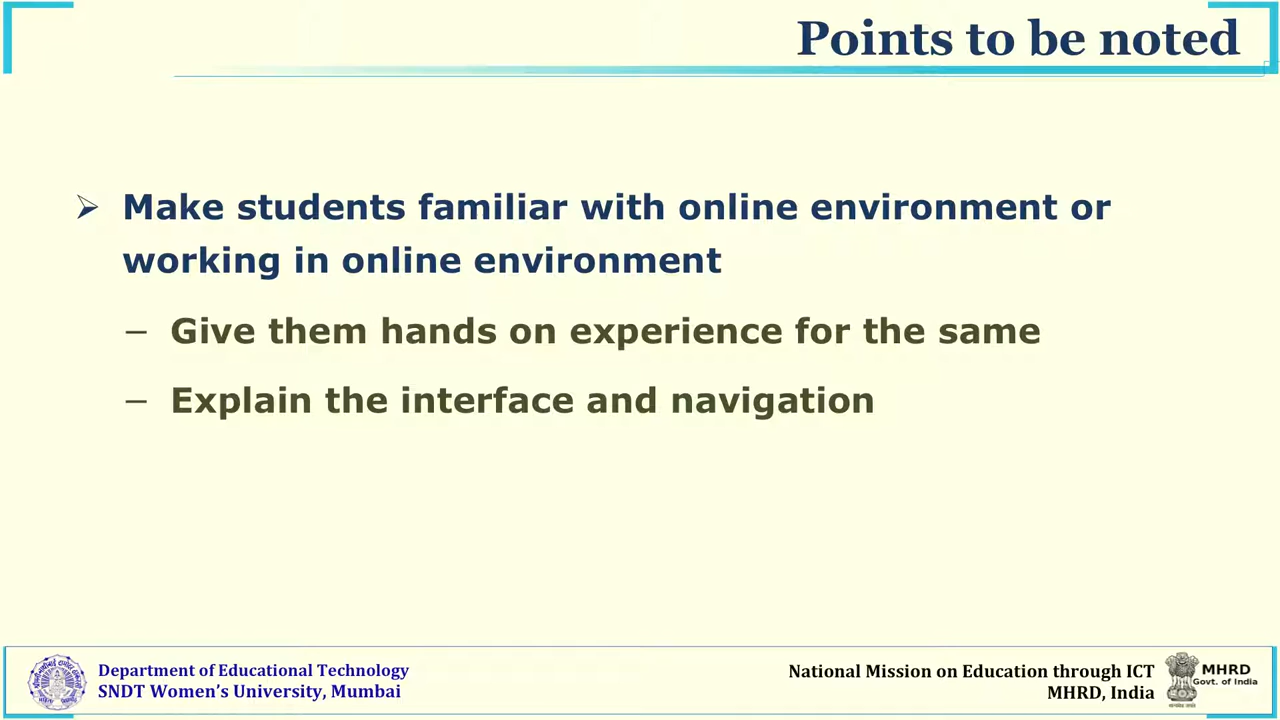 Points to be noted
➢ Make students familiar with online environment or
working in online environment
– Give them hands on experience for the same
– Explain the interface and navigation
Department of Educational Technology
SNDT Women's University, Mumbai
National Mission on Education through ICT
MHRD, India
MHRD
Govt. of India